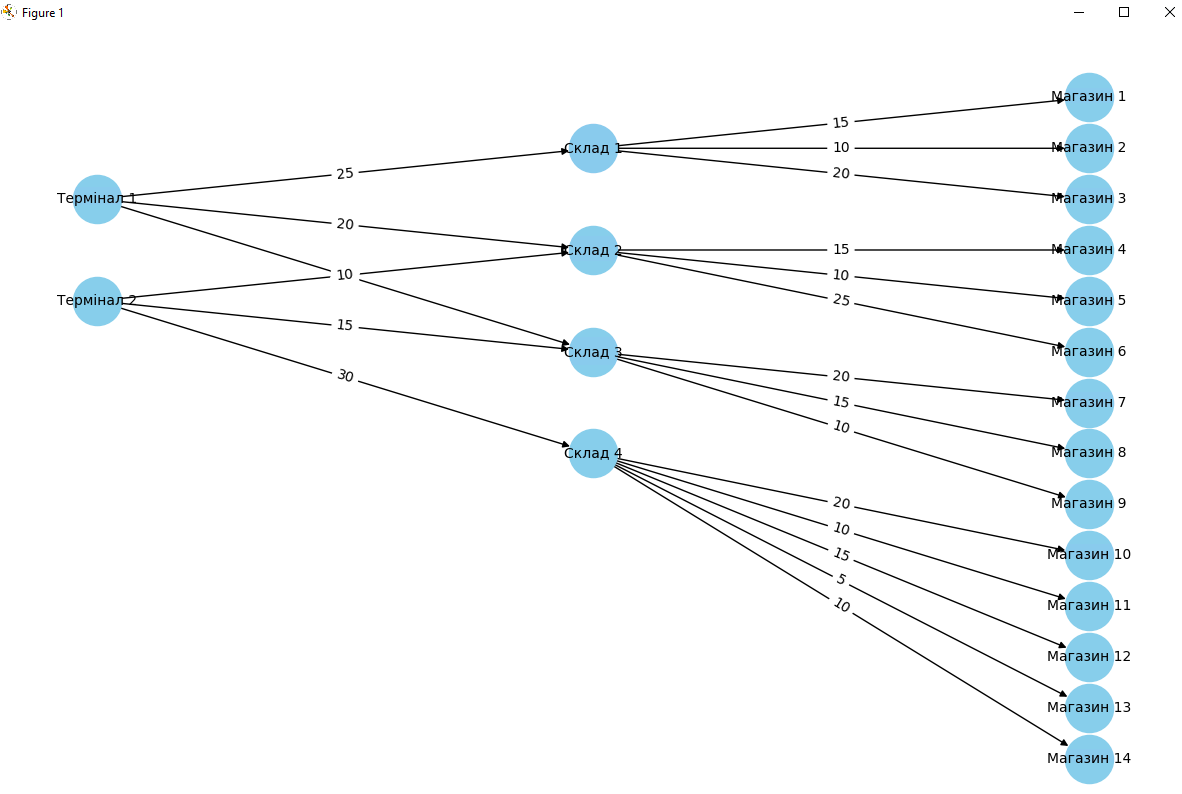 Figure 1
Магазин 1
15
Склад 1
10
Магазин 2
25
20
Магазин 3
Термінал 1
20
Склад 2
15
Магазин 4
10
10
Магазин 5
Термінал 2
25
Магазин 6
15
Склад 3
20
Магазин 7
30
15
Магазин 8
10
Склад 4
Магазин 9
20
Магазин 10
10
15
Магазин 11
5
10
Магазин 12
Магазин 13
Магазин 14